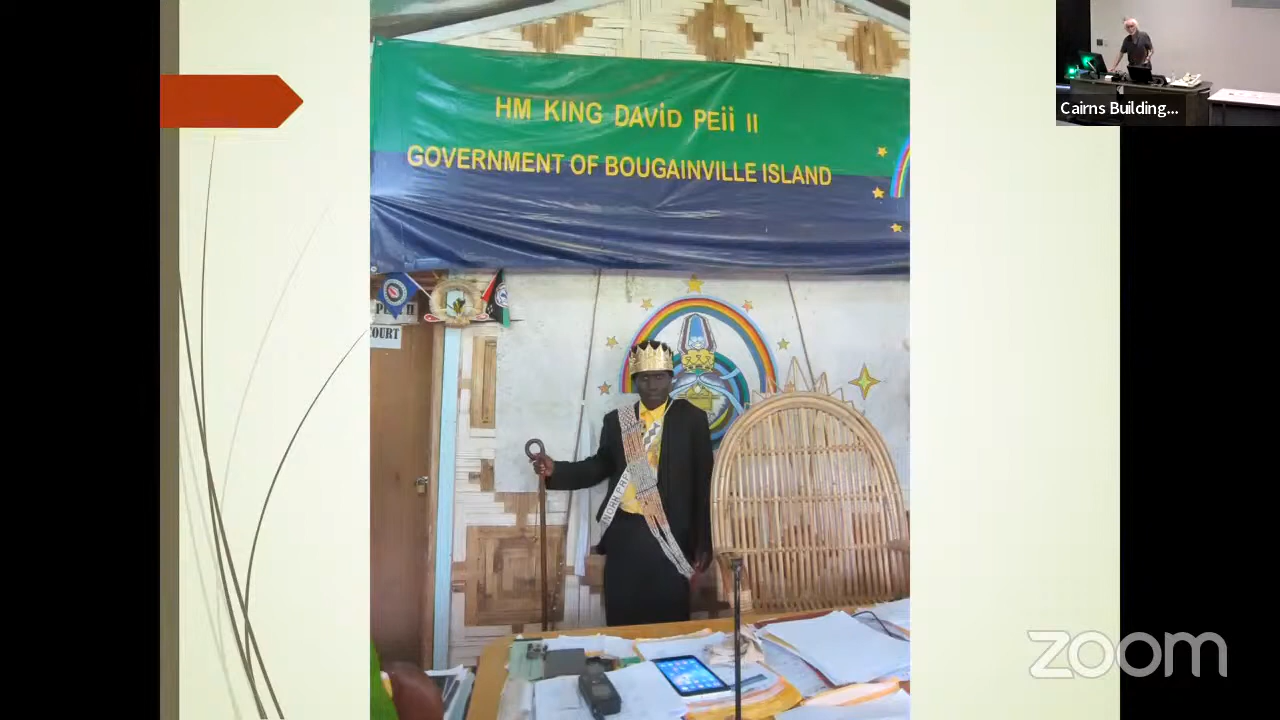 HM KING DAViD PEii II
GOVERNMENT OF BOUGAINVILLE ISLAND
COURT
Cairns Building...
zoom